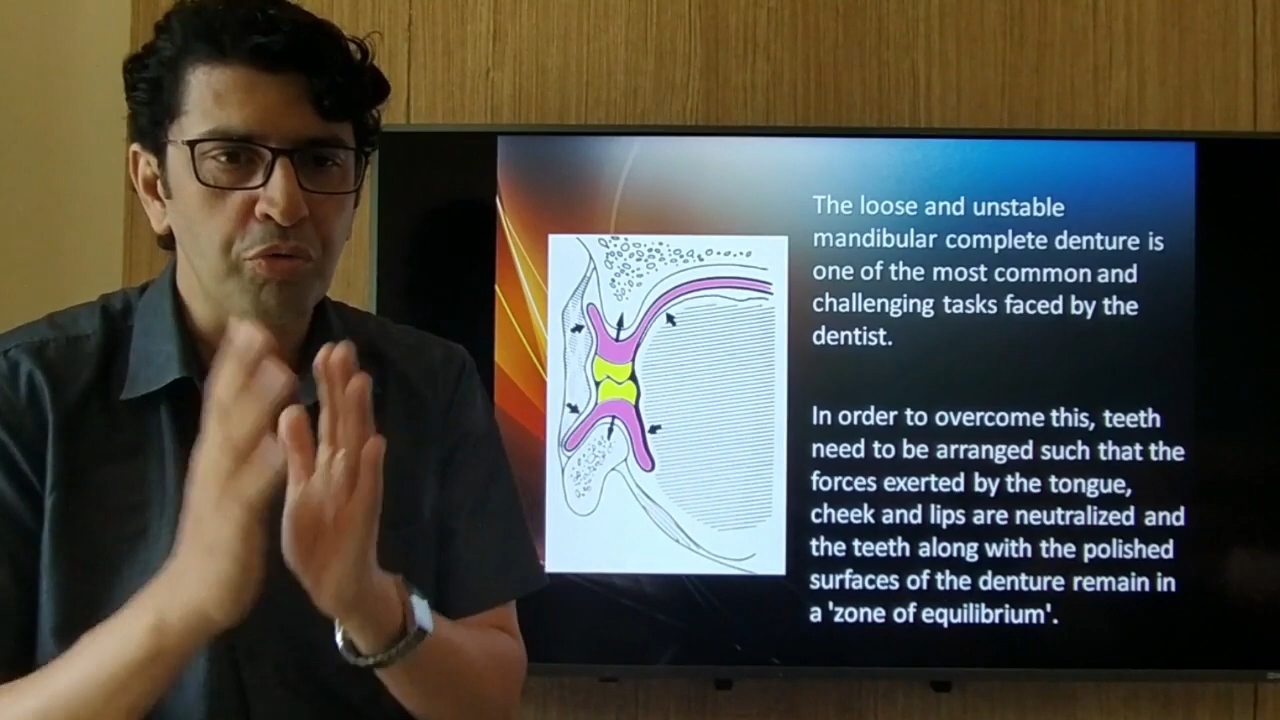 The loose and unstable
mandibular complete denture is
one of the most common and
challenging tasks faced by the
dentist.
In order to overcome this, teeth
need to be arranged such that the
forces exerted by the tongue,
cheek and lips are neutralized and
the teeth along with the polished
surfaces of the denture remain in
a 'zone of equilibrium'.